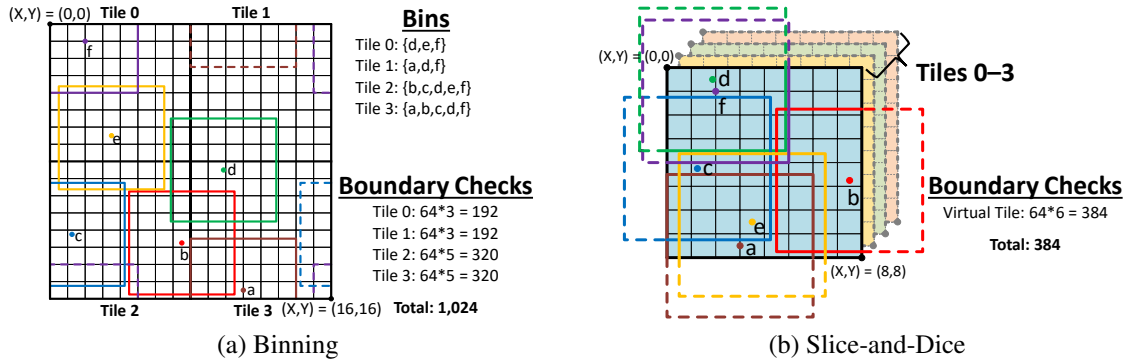 (X,Y) = (0,0)
Tile 0
Tile 1
f
e
d
c
b
a
Tile 2
Tile 3
(X,Y) = (16,16)
Bins
Tile 0: {d,e,f}
Tile 1: {a,d,f}
Tile 2: {b,c,d,e,f}
Tile 3: {a,b,c,d,f}
Boundary Checks
Tile 0: 64*3 = 192
Tile 1: 64*3 = 192
Tile 2: 64*5 = 320
Tile 3: 64*5 = 320
Total: 1,024
(a) Binning
(X,Y) = (0,0)
Tiles 0–3
d
f
c
b
e
a
(X,Y) = (8,8)
Boundary Checks
Virtual Tile: 64*6 = 384
Total: 384
(b) Slice-and-Dice